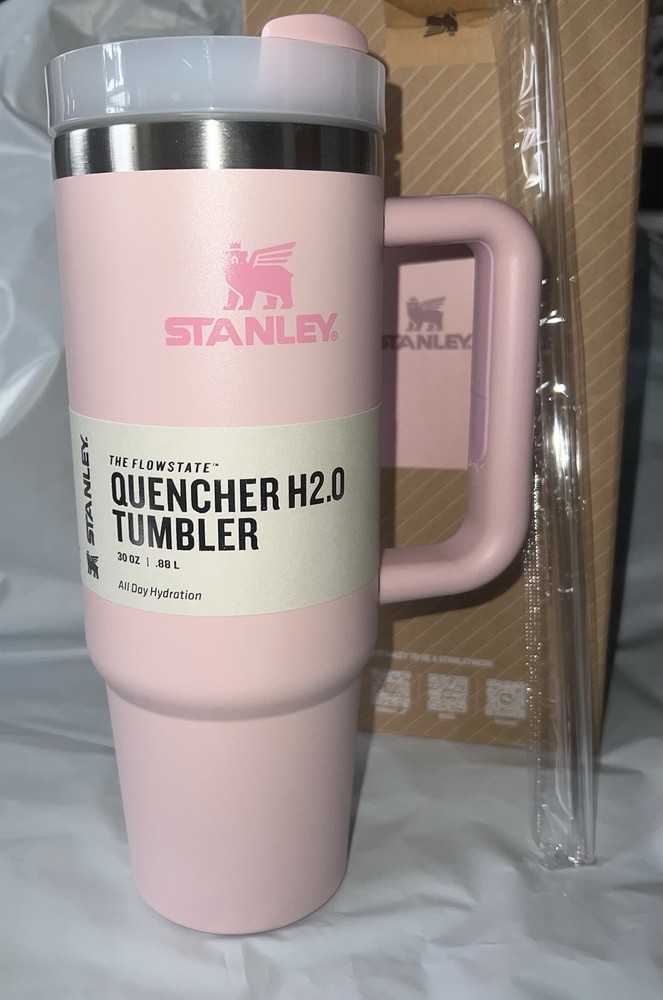 STANLEY®
STANLEY
STANLEY.
THE FLOWSTATE™
QUENCHER H2.0
TUMBLER
30 OZ | .88 L
All Day Hydration